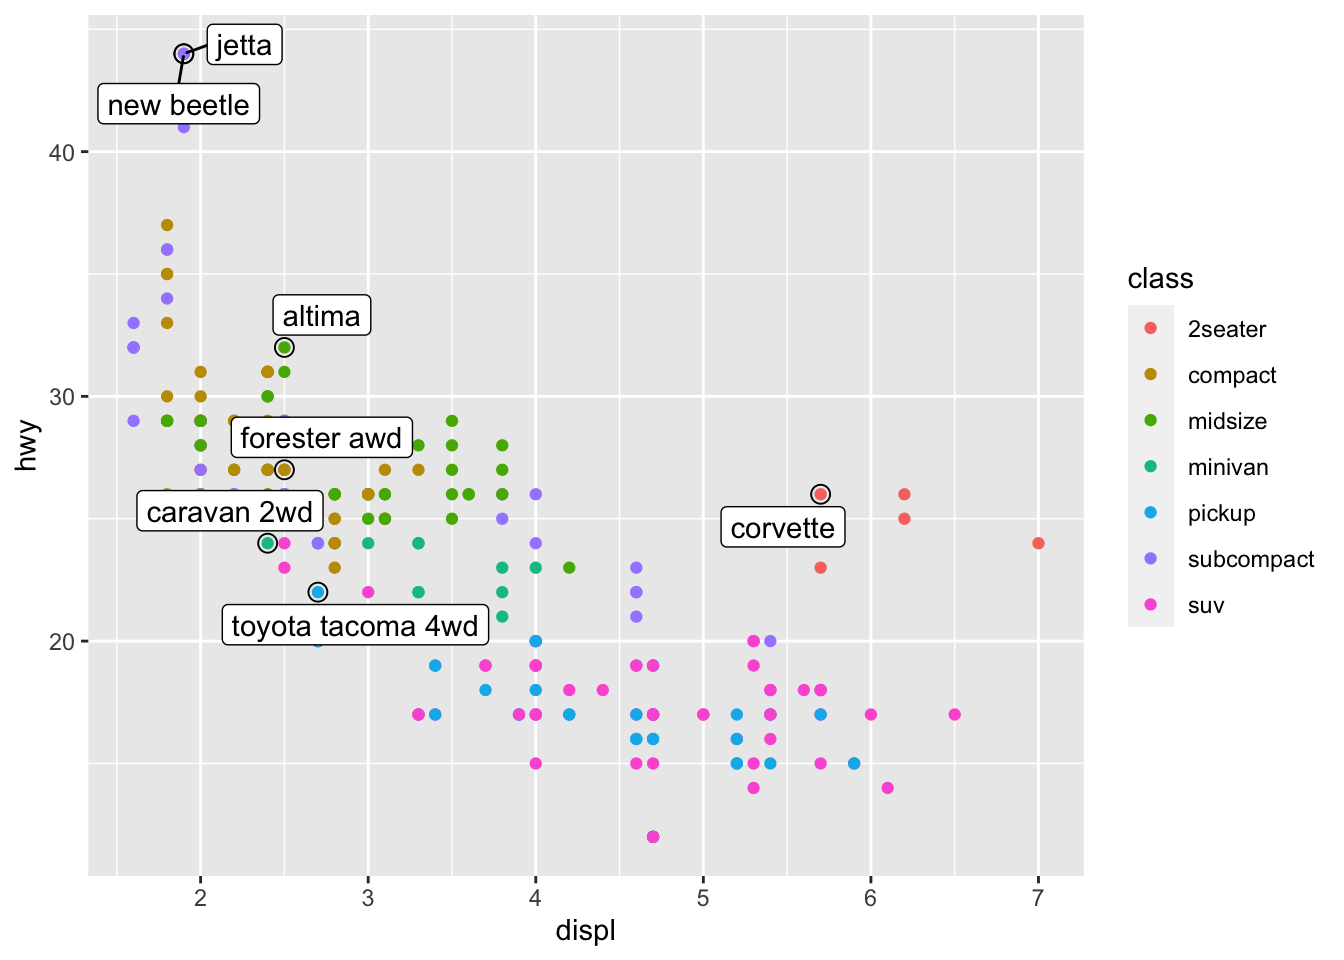 jetta
new beetle
40
altima
30
forester awd
caravan 2wd
corvette
toyota tacoma 4wd
20
hwy
2
3
4
5
6
7
displ
class
2seater
compact
midsize
minivan
pickup
subcompact
suv